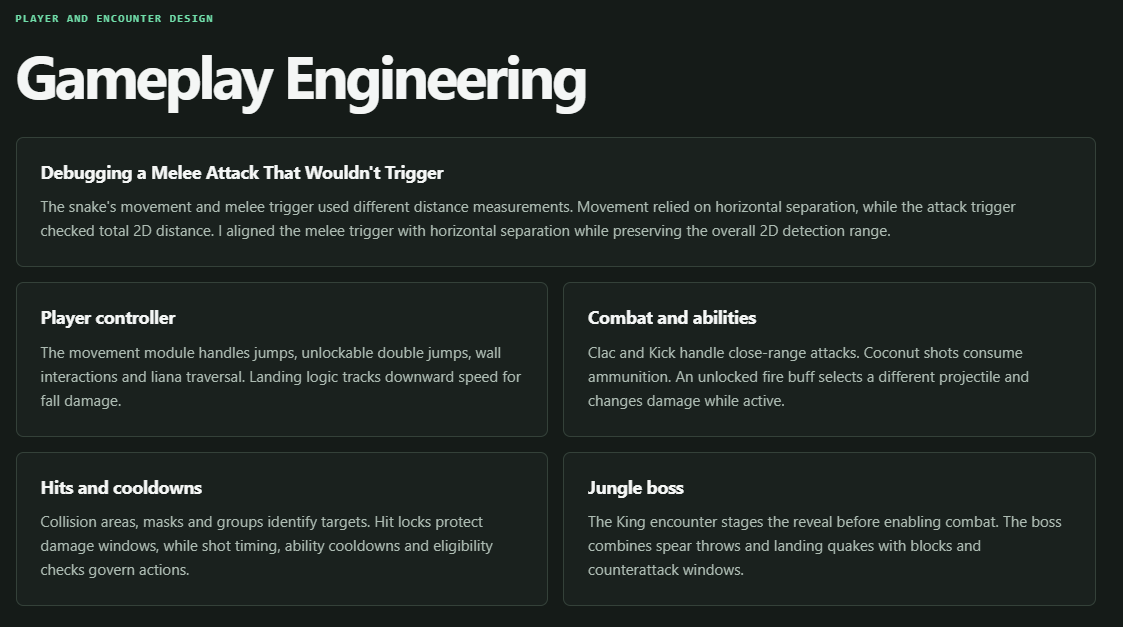 PLAYER AND ENCOUNTER DESIGN
Gameplay Engineering
Debugging a Melee Attack That Wouldn't Trigger
The snake's movement and melee trigger used different distance measurements. Movement relied on horizontal separation, while the attack trigger
checked total 2D distance. I aligned the melee trigger with horizontal separation while preserving the overall 2D detection range.
Player controller
The movement module handles jumps, unlockable double jumps, wall
interactions and liana traversal. Landing logic tracks downward speed for
fall damage.
Combat and abilities
Clac and Kick handle close-range attacks. Coconut shots consume
ammunition. An unlocked fire buff selects a different projectile and
changes damage while active.
Hits and cooldowns
Collision areas, masks and groups identify targets. Hit locks protect
damage windows, while shot timing, ability cooldowns and eligibility
checks govern actions.
Jungle boss
The King encounter stages the reveal before enabling combat. The boss
combines spear throws and landing quakes with blocks and
counterattack windows.